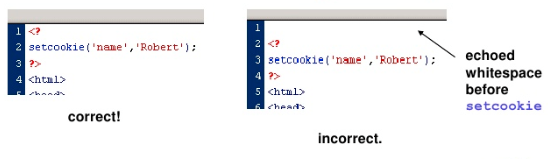 1 <?
2 setcookie('name','Robert');
3 ?>
4 <html>
5 <head>
correct!
1
2 <?
3 setcookie('name','Robert');
4 ?>
5 <html>
6 <head>
incorrect.
echoed
whitespace
before
setcookie